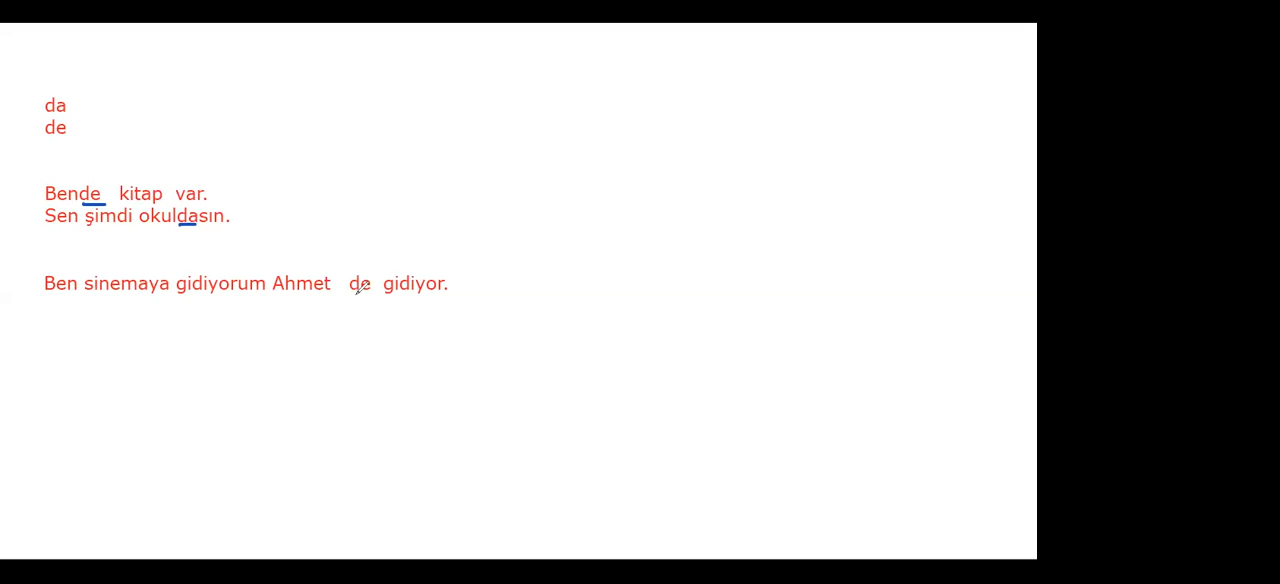 da
de
Bende kitap var.
Sen şimdi okuldasın.
Ben sinemaya gidiyorum Ahmet de gidiyor.